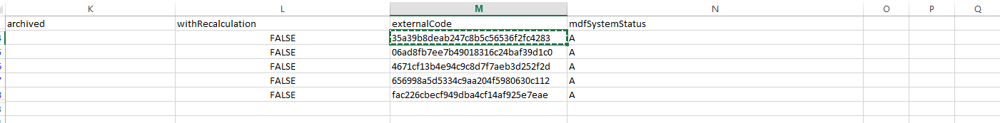 K L M N O P Q
archived withRecalculation externalCode mdfSystemStatus
FALSE 35a39b8deab247c8b5c56536f2fc4283 A
FALSE 06ad8fb7ee7b49018316c24baf39d1c0 A
FALSE 4671cf13b4e94c9c8d7f7aeb3d252f2d A
FALSE 656998a5d5334c9aa204f5980630c112 A
FALSE fac226cbecf949dba4cf14af925e7eae A